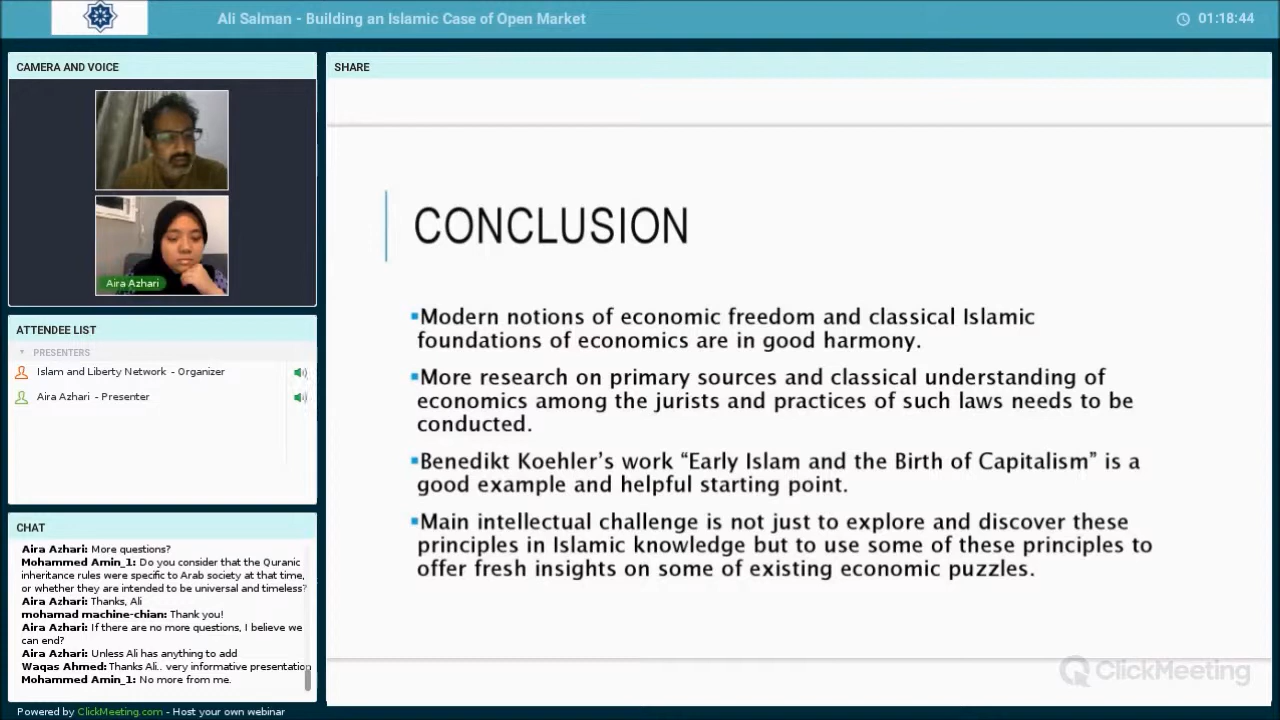 Ali Salman - Building an Islamic Case of Open Market
01:18:44
CAMERA AND VOICE
Aira Azhari
ATTENDEE LIST
PRESENTERS
Islam and Liberty Network - Organizer
Aira Azhari - Presenter
CHAT
Aira Azhari: More questions?
Mohammed Amin_1: Do you consider that the Quranic
inheritance rules were specific to Arab society at that time,
or whether they are intended to be universal and timeless?
Aira Azhari: Thanks, Ali
mohamad machine-chian: Thank you!
Aira Azhari: If there are no more questions, I believe we
can end?
Aira Azhari: Unless Ali has anything to add
Waqas Ahmed: Thanks Ali.. very informative presentation
Mohammed Amin_1: No more from me.
SHARE
CONCLUSION
▪Modern notions of economic freedom and classical Islamic
foundations of economics are in good harmony.
▪More research on primary sources and classical understanding of
economics among the jurists and practices of such laws needs to be
conducted.
▪Benedikt Koehler’s work “Early Islam and the Birth of Capitalism” is a
good example and helpful starting point.
▪Main intellectual challenge is not just to explore and discover these
principles in Islamic knowledge but to use some of these principles to
offer fresh insights on some of existing economic puzzles.
ClickMeeting
Powered by ClickMeeting.com - Host your own webinar